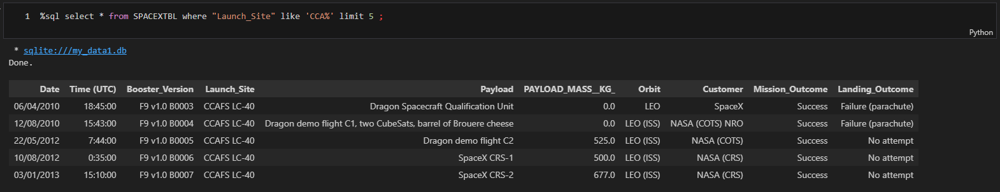 1 %sql select * from SPACEXTBL where "Launch_Site" like 'CCA%' limit 5 ;
Python
* sqlite:///my_data1.db
Done.
Date Time (UTC) Booster_Version Launch_Site Payload PAYLOAD_MASS__KG_ Orbit Customer Mission_Outcome Landing_Outcome
06/04/2010 18:45:00 F9 v1.0 B0003 CCAFS LC-40 Dragon Spacecraft Qualification Unit 0.0 LEO SpaceX Success Failure (parachute)
12/08/2010 15:43:00 F9 v1.0 B0004 CCAFS LC-40 Dragon demo flight C1, two CubeSats, barrel of Brouere cheese 0.0 LEO (ISS) NASA (COTS) NRO Success Failure (parachute)
22/05/2012 7:44:00 F9 v1.0 B0005 CCAFS LC-40 Dragon demo flight C2 525.0 LEO (ISS) NASA (COTS) Success No attempt
10/08/2012 0:35:00 F9 v1.0 B0006 CCAFS LC-40 SpaceX CRS-1 500.0 LEO (ISS) NASA (CRS) Success No attempt
03/01/2013 15:10:00 F9 v1.0 B0007 CCAFS LC-40 SpaceX CRS-2 677.0 LEO (ISS) NASA (CRS) Success No attempt